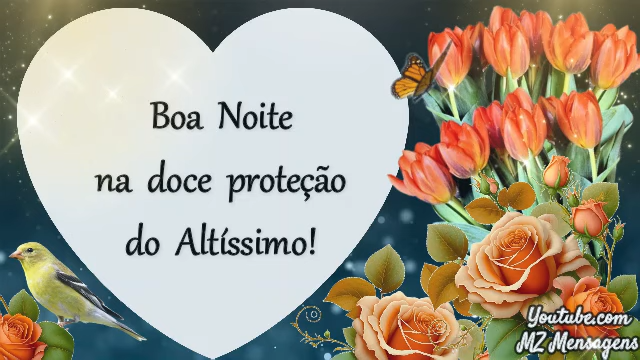 Boa Noite
na doce proteção
do Altíssimo!
Youtube.com
MZ Mensagens